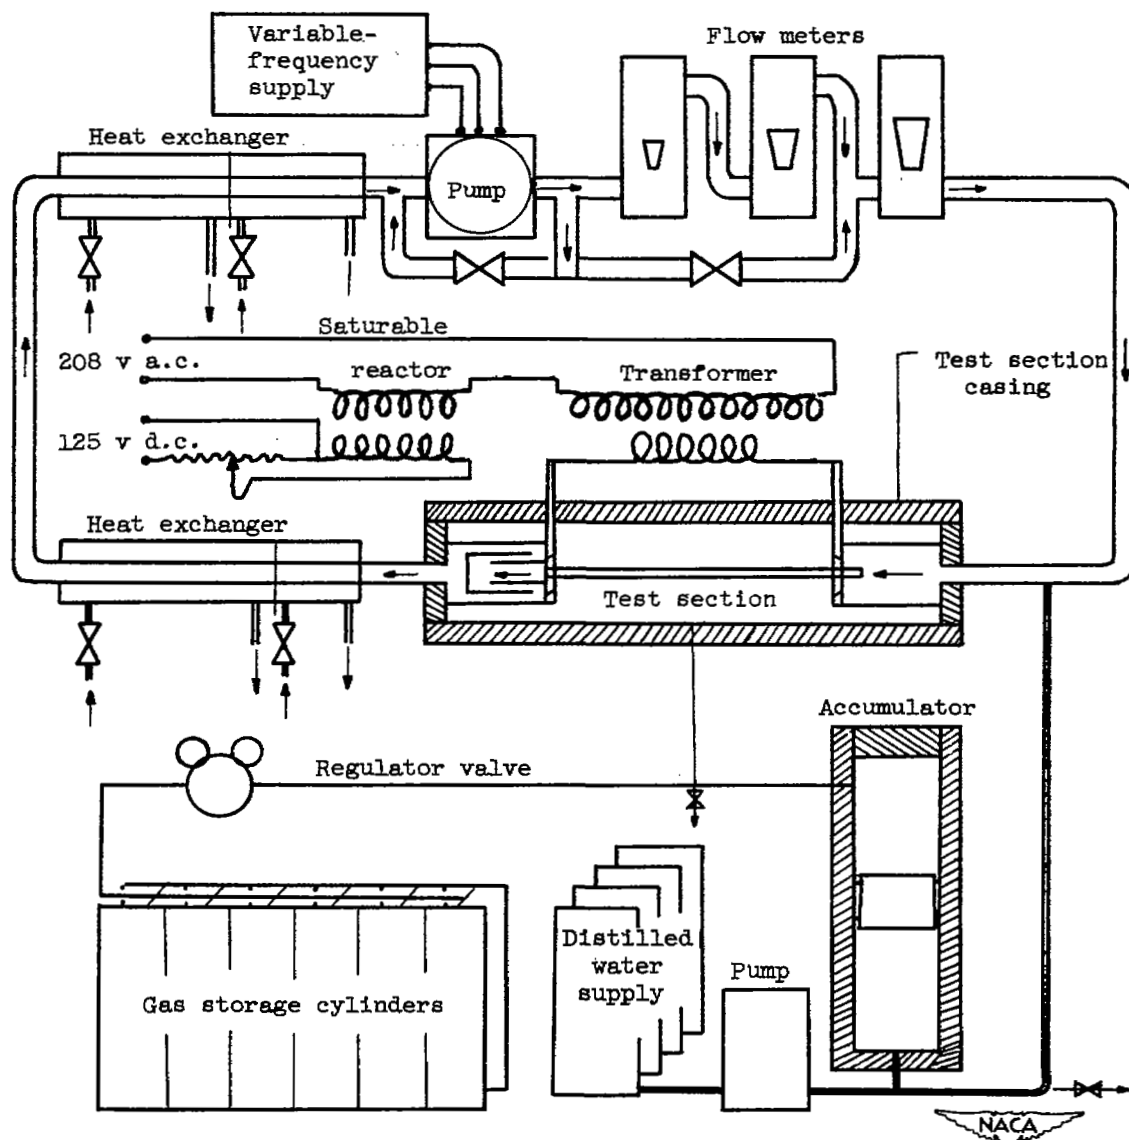 Variable-
frequency
supply
Flow meters
Heat exchanger
Pump
Saturable
208 v a.c.
reactor
Transformer
Test section
casing
125 v d.c.
Heat exchanger
Test section
Accumulator
Regulator valve
Distilled
water
supply
Pump
Gas storage cylinders
NACA